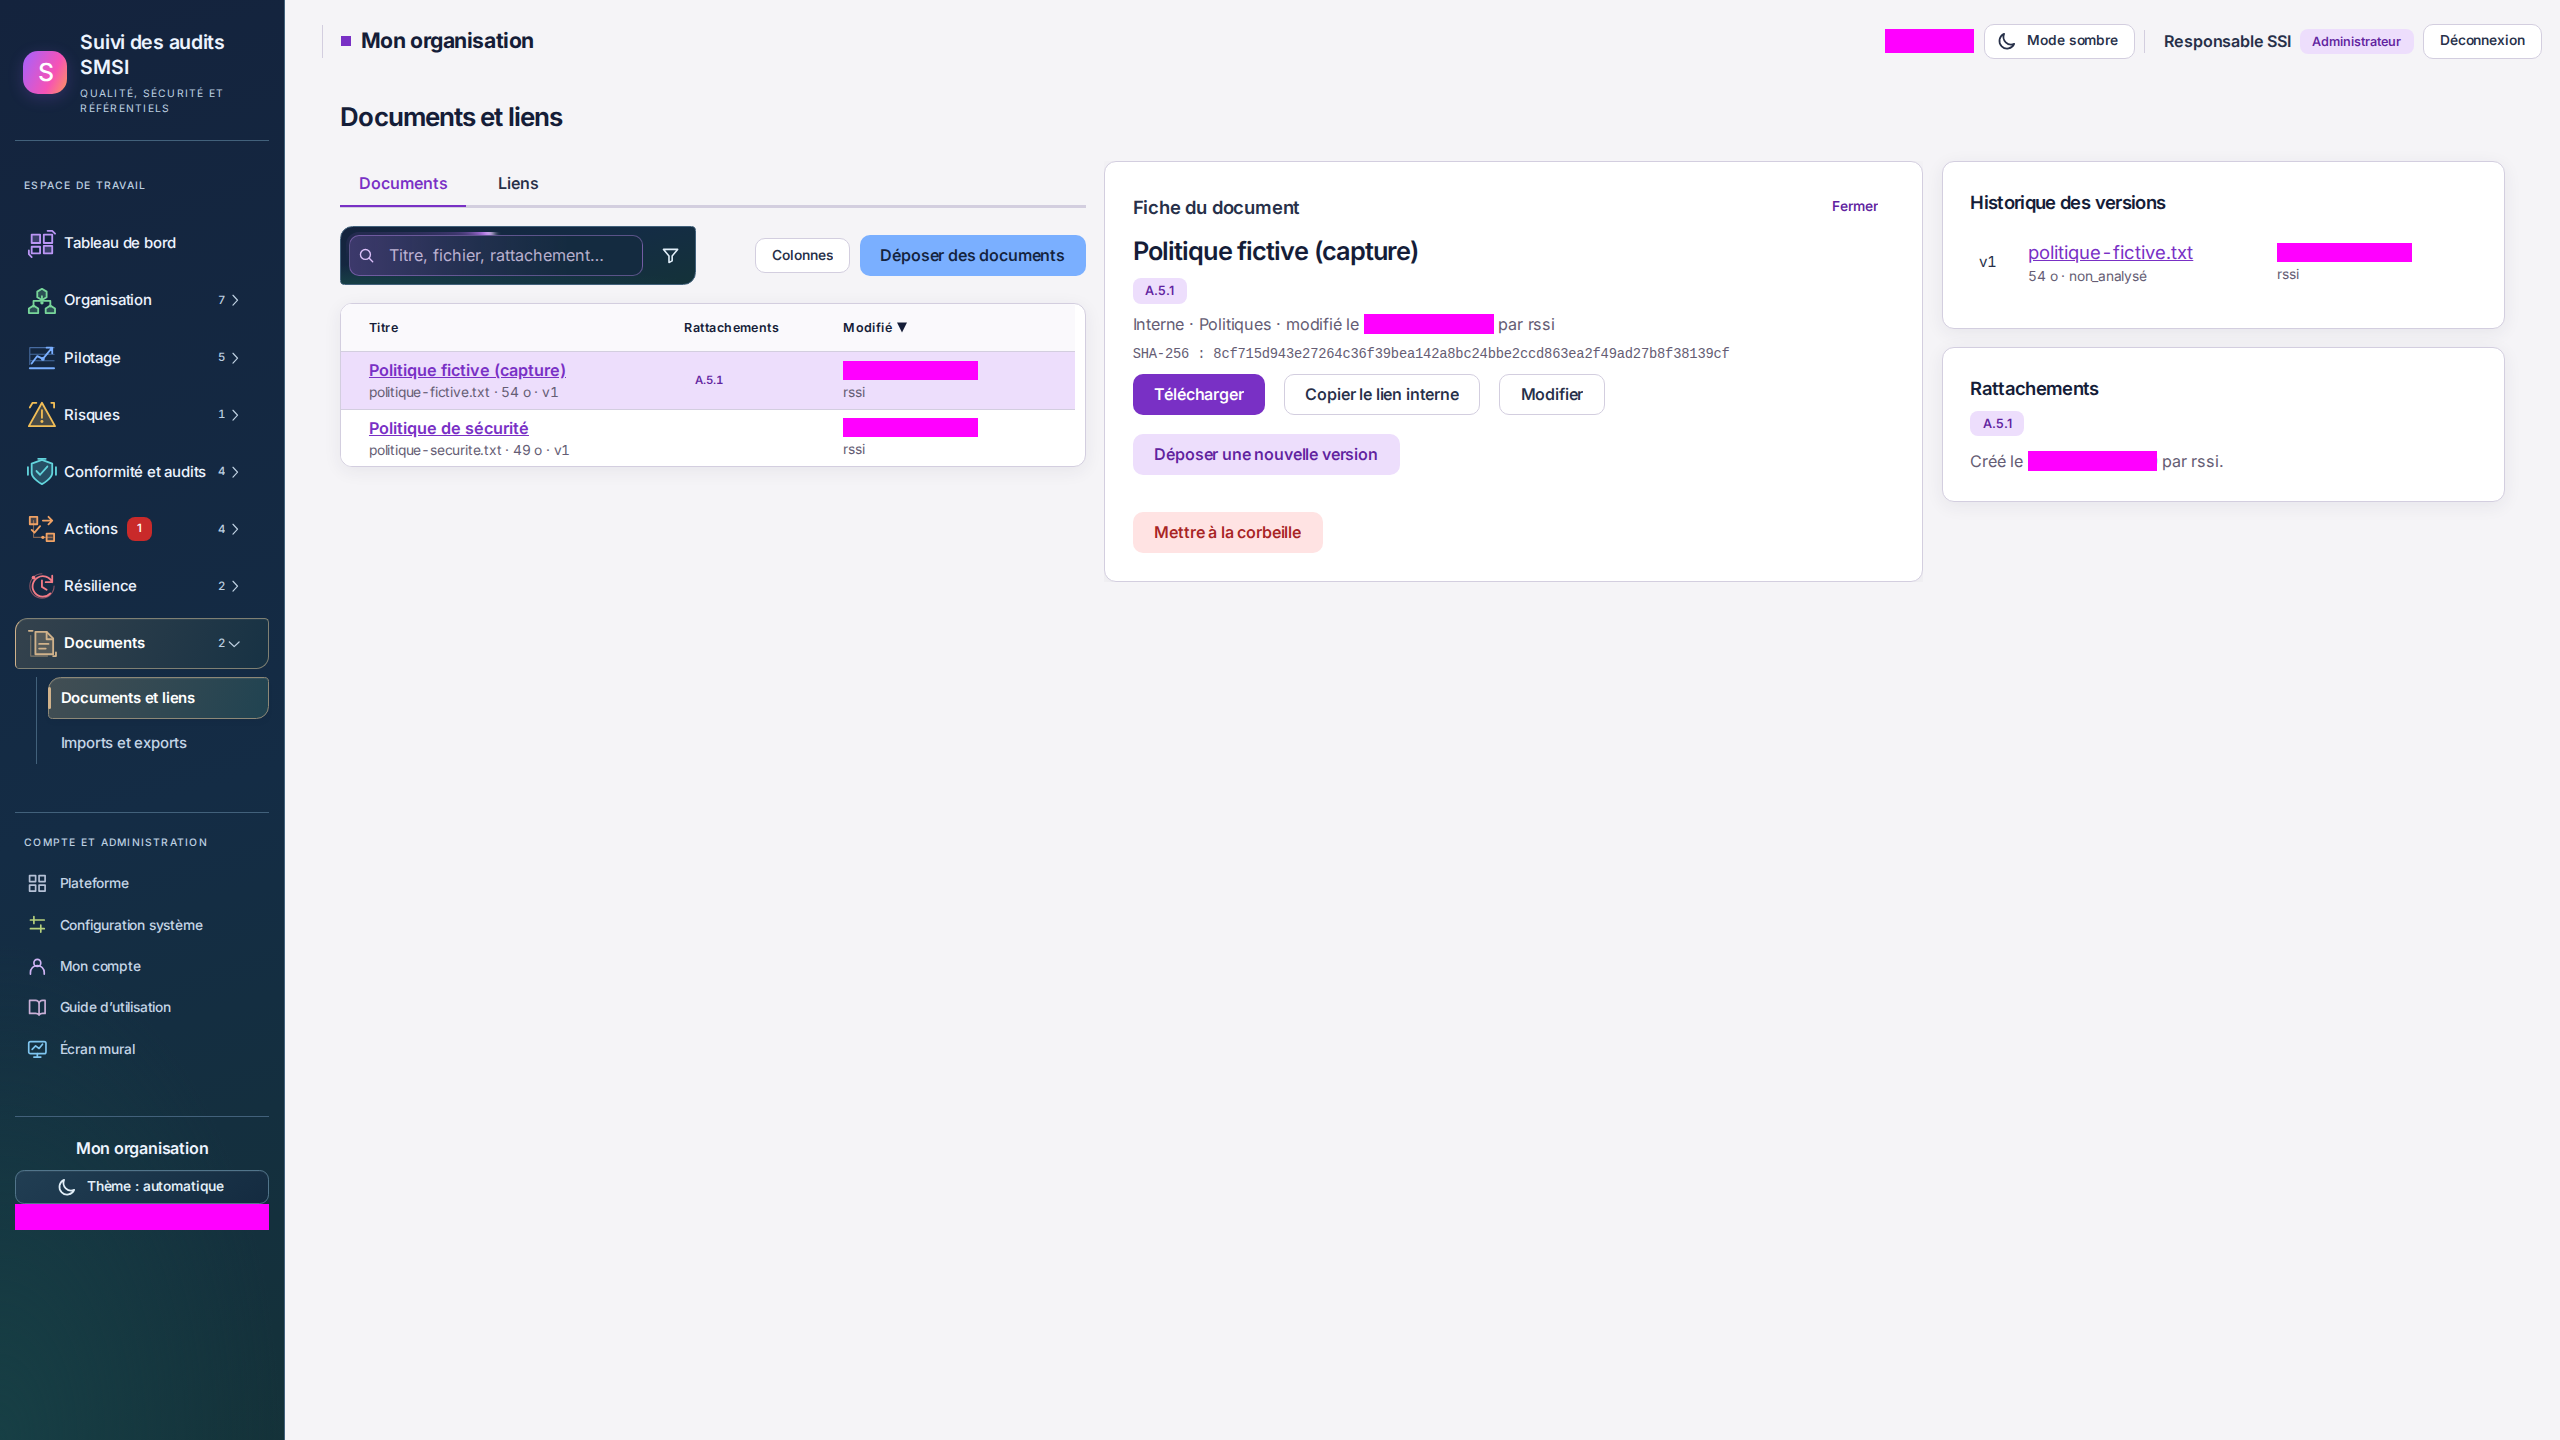 Suivi des audits
SMSI
QUALITÉ, SÉCURITÉ ET
RÉFÉRENTIELS
S
ESPACE DE TRAVAIL
Tableau de bord
Organisation 7
Pilotage 5
Risques 1
Conformité et audits 4
Actions 1 4
Résilience 2
Documents 2
Documents et liens
Imports et exports
COMPTE ET ADMINISTRATION
Plateforme
Configuration système
Mon compte
Guide d'utilisation
Écran mural
Mon organisation
Thème : automatique
Mon organisation
Mode sombre
Responsable SSI
Administrateur
Déconnexion
Documents et liens
Documents
Liens
Titre, fichier, rattachement…
Colonnes
Déposer des documents
Titre Rattachements Modifié ▼
Politique fictive (capture)
politique-fictive.txt · 54 o · v1
A.5.1
rssi
Politique de sécurité
politique-securite.txt · 49 o · v1
rssi
Fiche du document
Fermer
Politique fictive (capture)
A.5.1
Interne · Politiques · modifié le par rssi
SHA-256 : 8cf715d943e27264c36f39bea142a8bc24bbe2ccd863ea2f49ad27b8f38139cf
Télécharger
Copier le lien interne
Modifier
Déposer une nouvelle version
Mettre à la corbeille
Historique des versions
v1
politique-fictive.txt
54 o · non_analysé
rssi
Rattachements
A.5.1
Créé le par rssi.